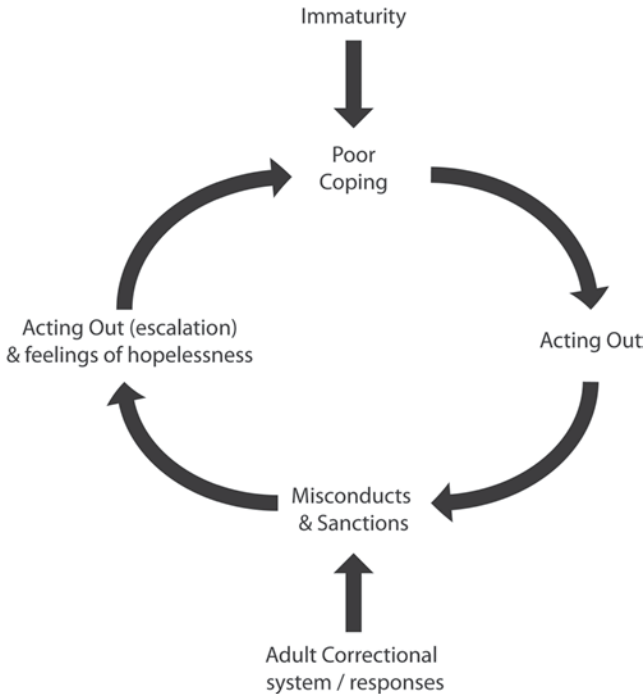 Immaturity
Poor
Coping
Acting Out (escalation)
& feelings of hopelessness
Acting Out
Misconducts
& Sanctions
Adult Correctional
system / responses